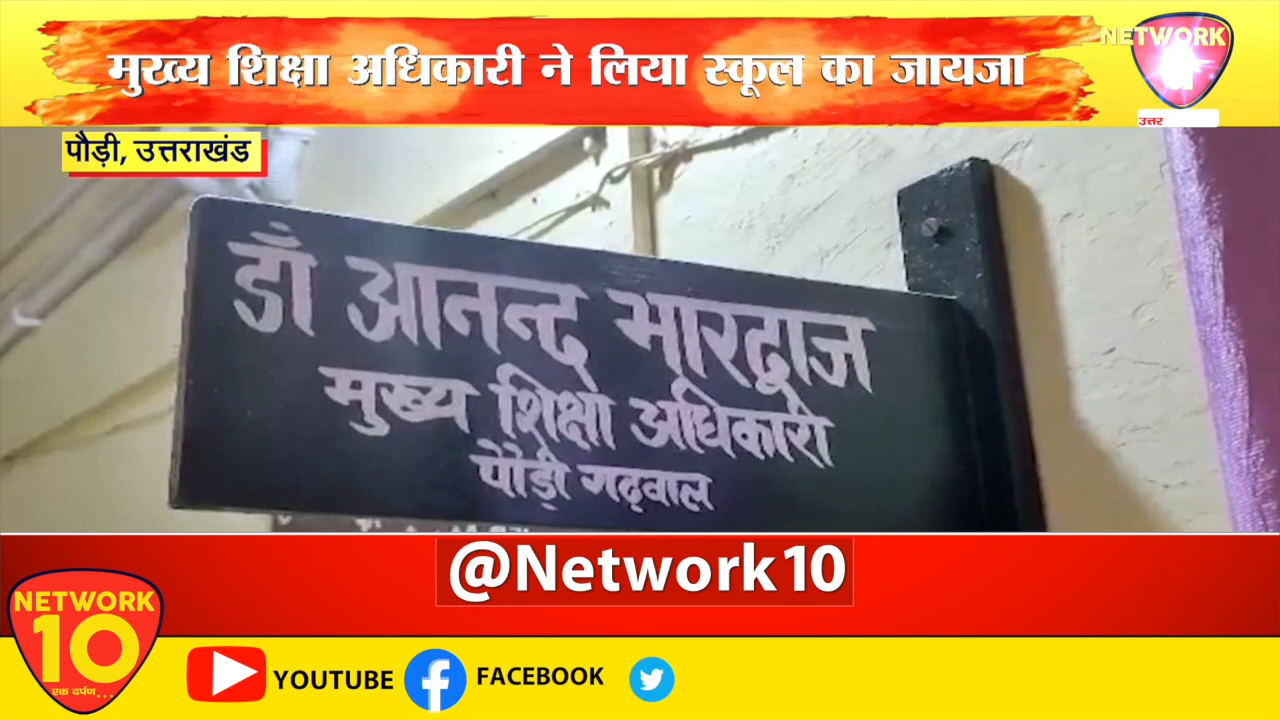 मुख्य शिक्षा अधिकारी ने लिया स्कूल का जायजा
NETWORK
उत्तर
पौड़ी, उत्तराखंड
डॉ आनन्द भारद्वाज
मुख्य शिक्षा अधिकारी
पौड़ी गढ़वाल
@Network10
NETWORK
10
एक दर्पण...
YOUTUBE
FACEBOOK